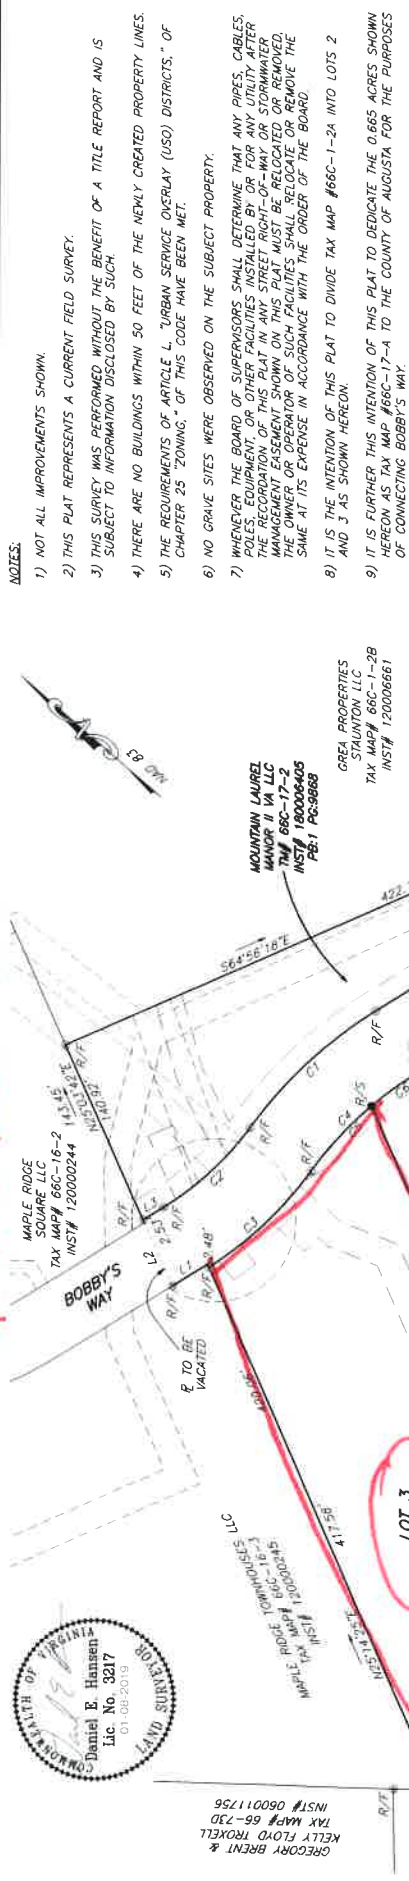 NOTES:
1) NOT ALL IMPROVEMENTS SHOWN.
2) THIS PLAT REPRESENTS A CURRENT FIELD SURVEY.
3) THIS SURVEY WAS PERFORMED WITHOUT THE BENEFIT OF A TITLE REPORT AND IS
SUBJECT TO INFORMATION DISCLOSED BY SUCH.
4) THERE ARE NO BUILDINGS WITHIN 50 FEET OF THE NEWLY CREATED PROPERTY LINES.
5) THE REQUIREMENTS OF ARTICLE L, "URBAN SERVICE OVERLAY (USO) DISTRICTS," OF
CHAPTER 25 "ZONING," OF THIS CODE HAVE BEEN MET.
6) NO GRAVE SITES WERE OBSERVED ON THE SUBJECT PROPERTY.
7) WHENEVER THE BOARD OF SUPERVISORS SHALL DETERMINE THAT ANY PIPES, CABLES,
POLES, EQUIPMENT, OR OTHER FACILITIES INSTALLED BY OR FOR ANY UTILITY AFTER
THE RECORDATION OF THIS PLAT IN ANY STREET RIGHT-OF-WAY OR STORMWATER
MANAGEMENT EASEMENT SHOWN ON THIS PLAT MUST BE RELOCATED OR REMOVED,
THE OWNER OR OPERATOR OF SUCH FACILITIES SHALL RELOCATE OR REMOVE THE
SAME AT ITS EXPENSE IN ACCORDANCE WITH THE ORDER OF THE BOARD.
8) IT IS THE INTENTION OF THIS PLAT TO DIVIDE TAX MAP #66C-1-2A INTO LOTS 2
AND 3 AS SHOWN HEREON.
9) IT IS FURTHER THIS INTENTION OF THIS PLAT TO DEDICATE THE 0.665 ACRES SHOWN
HEREON AS TAX MAP #66C-17-A TO THE COUNTY OF AUGUSTA FOR THE PURPOSES
OF CONNECTING BOBBY'S WAY.
NAD 83
MOUNTAIN LAUREL
MANOR II VA LLC
TM# 66C-17-2
INST# 180006405
PB:1 PG:9868
GREA PROPERTIES
STAUNTON LLC
TAX MAP# 66C-1-2B
INST# 120006661
S64°56'18"E
422.
MAPLE RIDGE
SQUARE LLC
TAX MAP# 66C-16-2
INST# 120000244
143.45'
N25°03'42"E
140.92'
R/F
R/F
L3
2.53'
R/F
L2
C2
R/F
C1
R/F
BOBBY'S
WAY
R/F
L1
R/F
2.48'
C3
R/F
C4
R/S
℞ TO BE
VACATED
417.58'
N25°14'25"E
MAPLE RIDGE TOWNHOUSES LLC
TAX MAP# 66C-16-3
INST# 120000245
LOT 3
COMMONWEALTH OF VIRGINIA
Daniel E. Hansen
Lic. No. 3217
01-08-2019
LAND SURVEYOR
GREGORY BRENT &
KELLY FLOYD TROXELL
TAX MAP# 66-73D
INST# 060011756
R/F